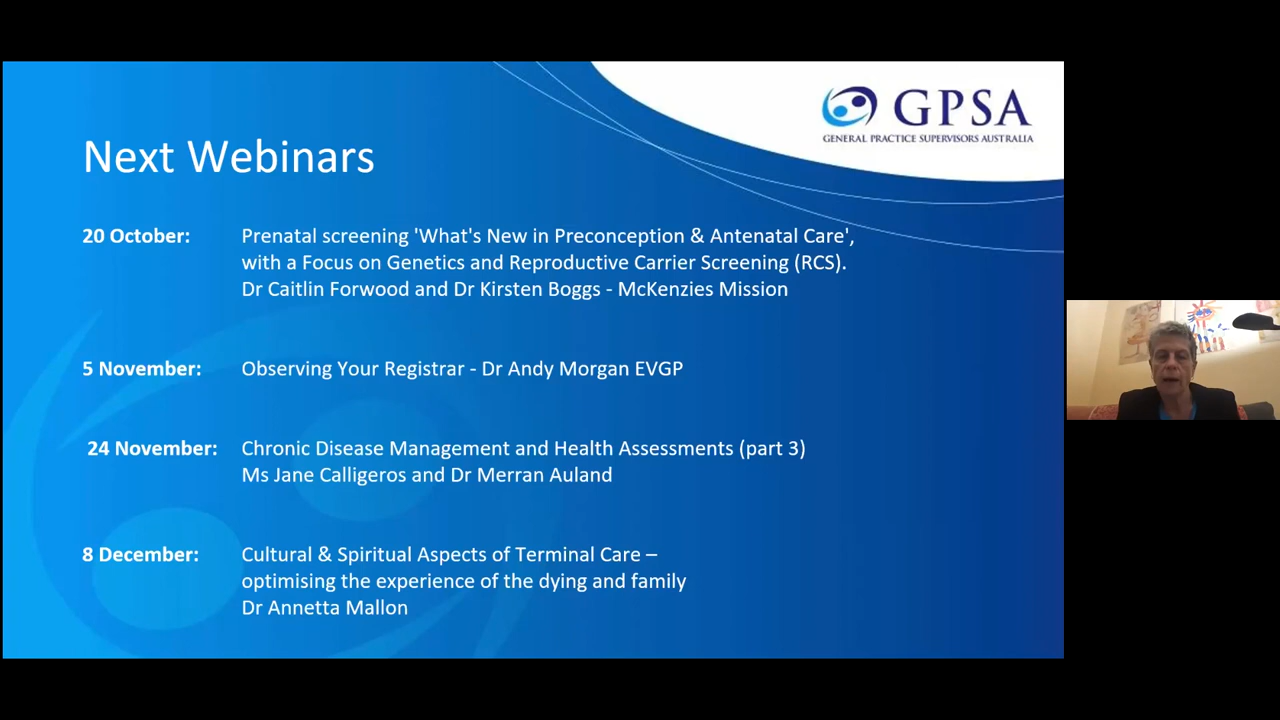 GPSA
GENERAL PRACTICE SUPERVISORS AUSTRALIA
Next Webinars
20 October:
Prenatal screening 'What's New in Preconception & Antenatal Care',
with a Focus on Genetics and Reproductive Carrier Screening (RCS).
Dr Caitlin Forwood and Dr Kirsten Boggs - McKenzies Mission
5 November:
Observing Your Registrar - Dr Andy Morgan EVGP
24 November:
Chronic Disease Management and Health Assessments (part 3)
Ms Jane Calligeros and Dr Merran Auland
8 December:
Cultural & Spiritual Aspects of Terminal Care –
optimising the experience of the dying and family
Dr Annetta Mallon